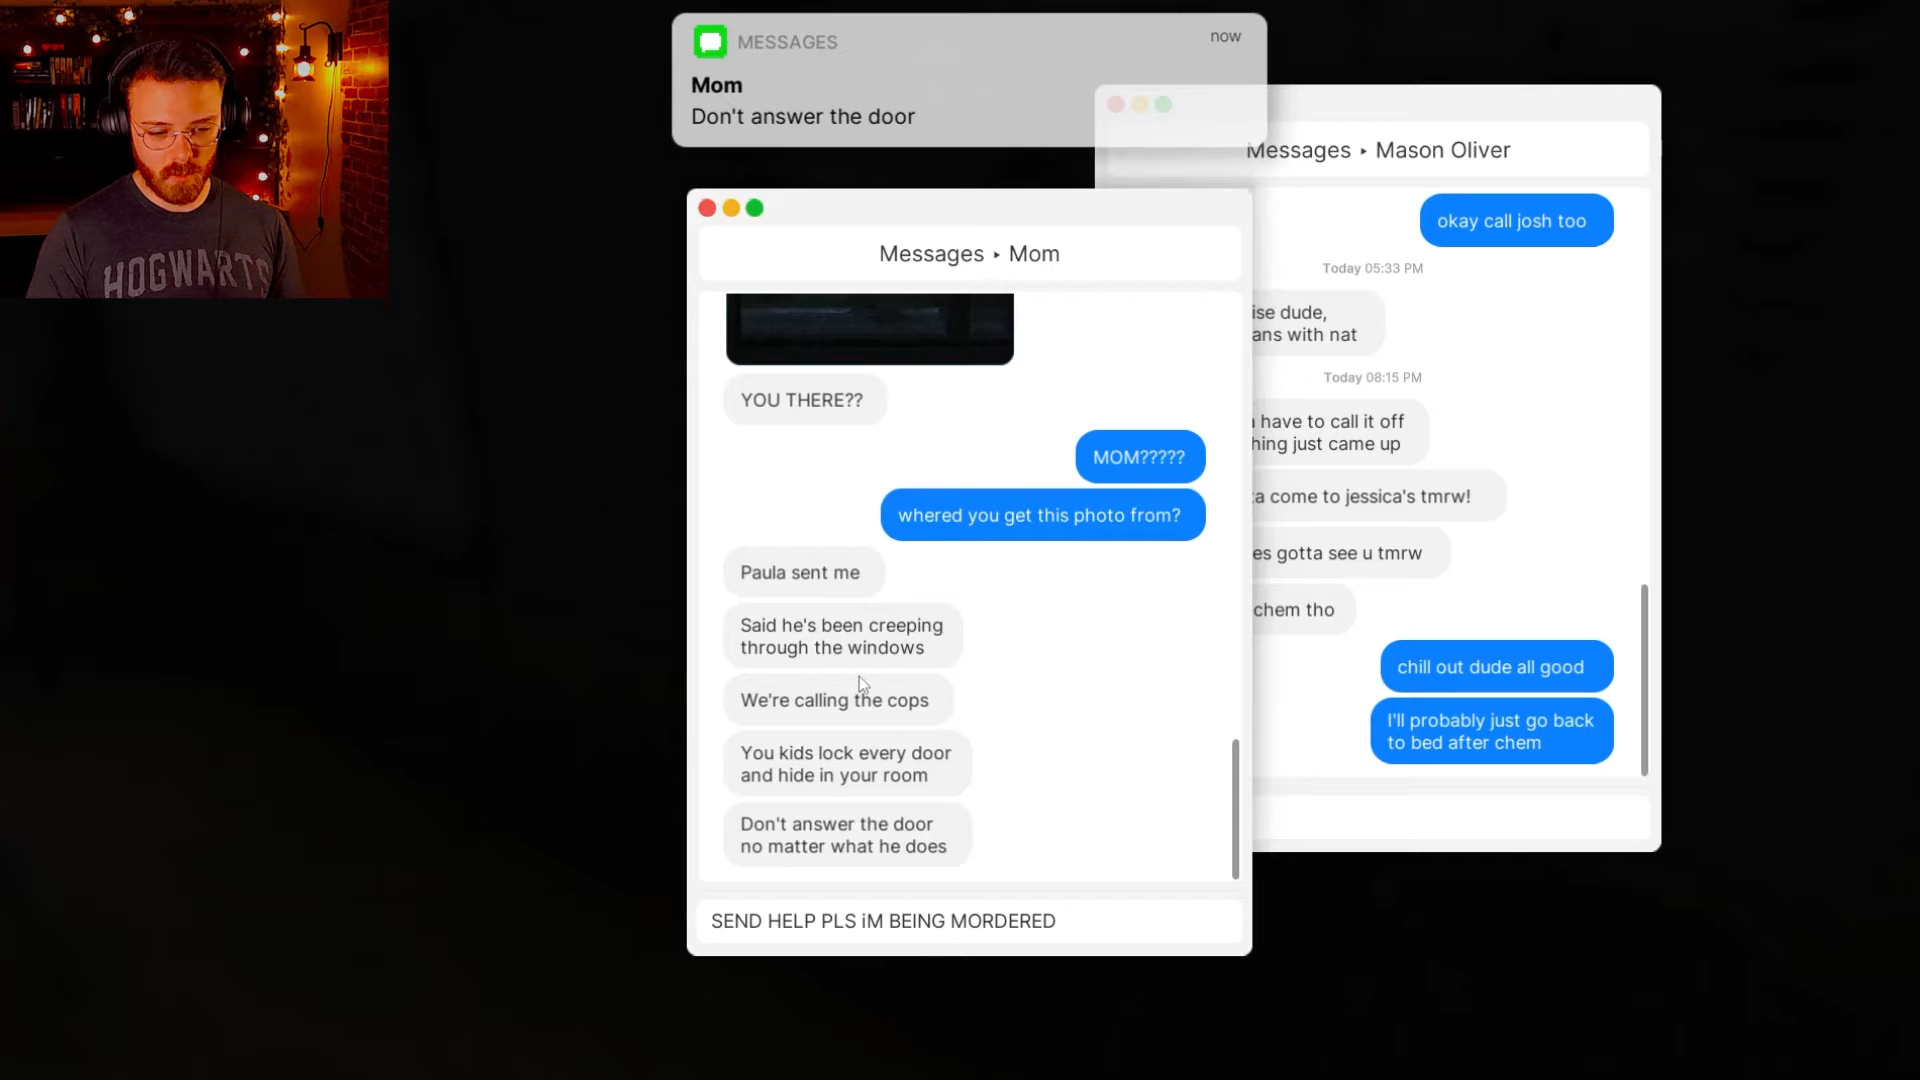 HOGWARTS
MESSAGES
now
Mom
Don't answer the door
Messages ‣ Mom
YOU THERE??
MOM?????
whered you get this photo from?
Paula sent me
Said he's been creeping
through the windows
We're calling the cops
You kids lock every door
and hide in your room
Don't answer the door
no matter what he does
SEND HELP PLS iM BEING MORDERED
Messages ‣ Mason Oliver
okay call josh too
Today 05:33 PM
dude,
with nat
Today 08:15 PM
have to call it off
just came up
come to jessica's tmrw!
gotta see u tmrw
chem tho
chill out dude all good
I'll probably just go back
to bed after chem